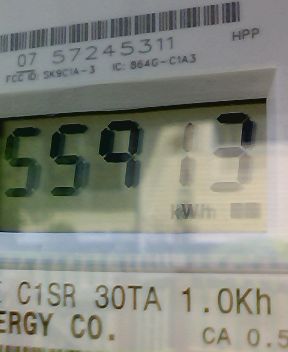 HPP
07 57245311
FCC ID: SK9C1A-3 IC: 864G-C1A3
55913
kWh
C1SR 30TA 1.0Kh
ERGY CO.
CA 0.5